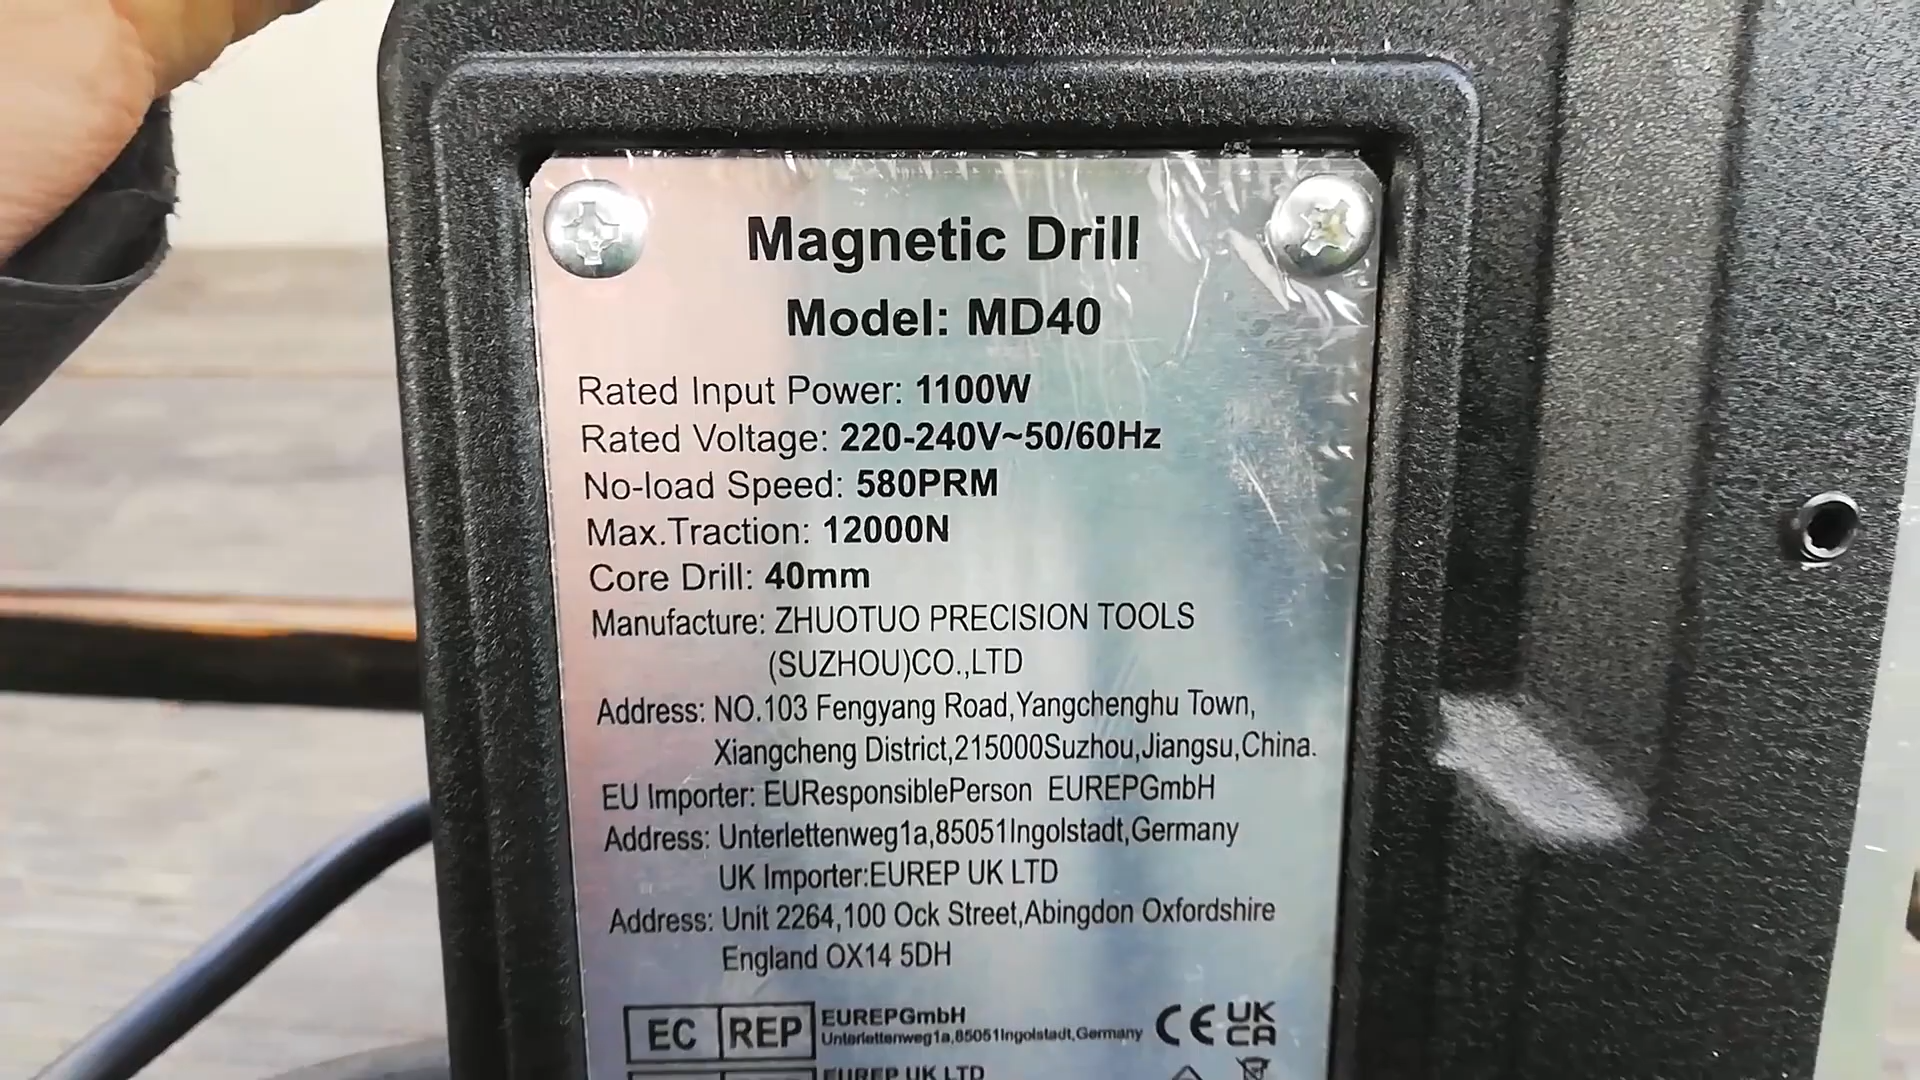 Magnetic Drill
Model: MD40
Rated Input Power: 1100W
Rated Voltage: 220-240V~50/60Hz
No-load Speed: 580PRM
Max.Traction: 12000N
Core Drill: 40mm
Manufacture: ZHUOTUO PRECISION TOOLS
(SUZHOU)CO.,LTD
Address: NO.103 Fengyang Road,Yangchenghu Town,
Xiangcheng District,215000Suzhou,Jiangsu,China.
EU Importer: EUResponsiblePerson EUREPGmbH
Address: Unterlettenweg1a,85051Ingolstadt,Germany
UK Importer:EUREP UK LTD
Address: Unit 2264,100 Ock Street,Abingdon Oxfordshire
England OX14 5DH
EC REP EUREPGmbH
Unterlettenweg1a,85051Ingolstadt,Germany
CE UK CA
EUREP UK LTD